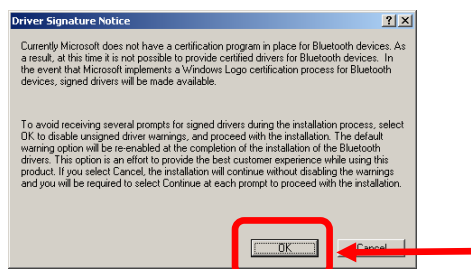 Driver Signature Notice
Currently Microsoft does not have a certification program in place for Bluetooth devices. As
a result, at this time it is not possible to provide certified drivers for Bluetooth devices. In
the event that Microsoft implements a Windows Logo certification process for Bluetooth
devices, signed drivers will be made available.
To avoid receiving several prompts for signed drivers during the installation process, select
OK to disable unsigned driver warnings, and proceed with the installation. The default
warning option will be re-enabled at the completion of the installation of the Bluetooth
drivers. This option is an effort to provide the best customer experience while using this
product. If you select Cancel, the installation will continue without disabling the warnings
and you will be required to select Continue at each prompt to proceed with the installation.
OK Cancel